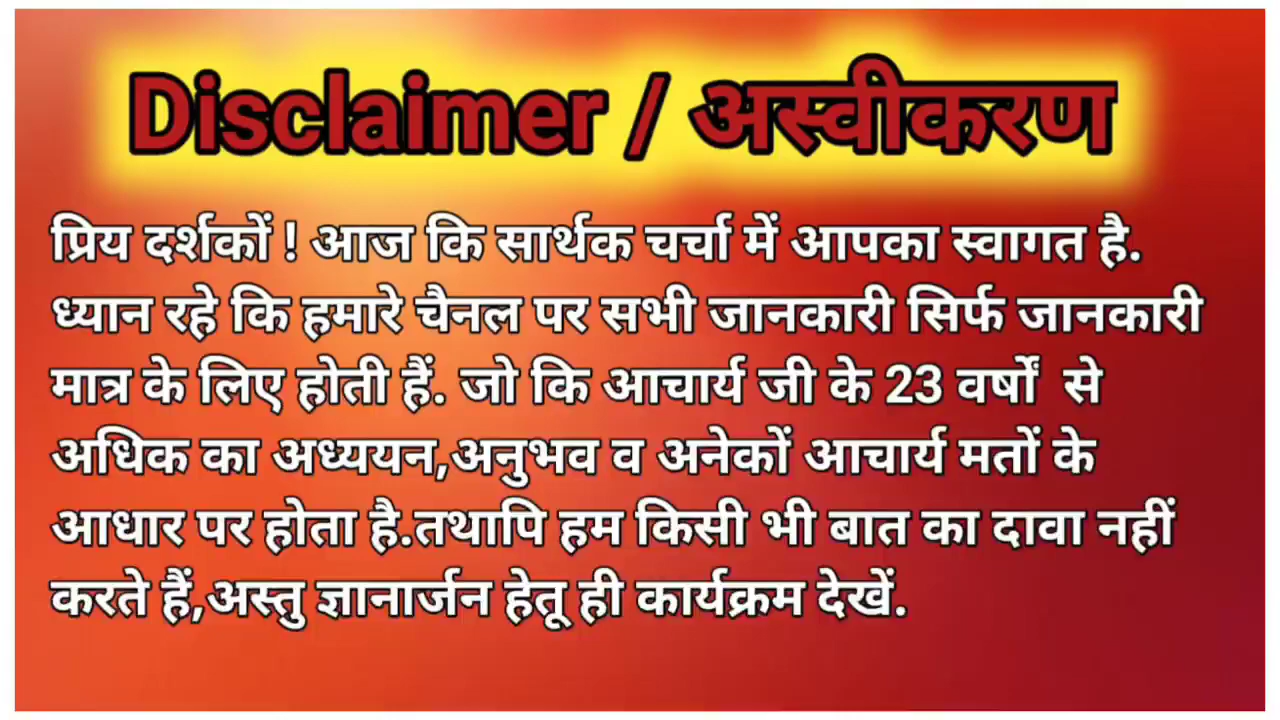 Disclaimer / अस्वीकरण
प्रिय दर्शकों ! आज कि सार्थक चर्चा में आपका स्वागत है.
ध्यान रहे कि हमारे चैनल पर सभी जानकारी सिर्फ जानकारी
मात्र के लिए होती हैं. जो कि आचार्य जी के 23 वर्षों से
अधिक का अध्ययन,अनुभव व अनेकों आचार्य मतों के
आधार पर होता है.तथापि हम किसी भी बात का दावा नहीं
करते हैं,अस्तु ज्ञानार्जन हेतू ही कार्यक्रम देखें.